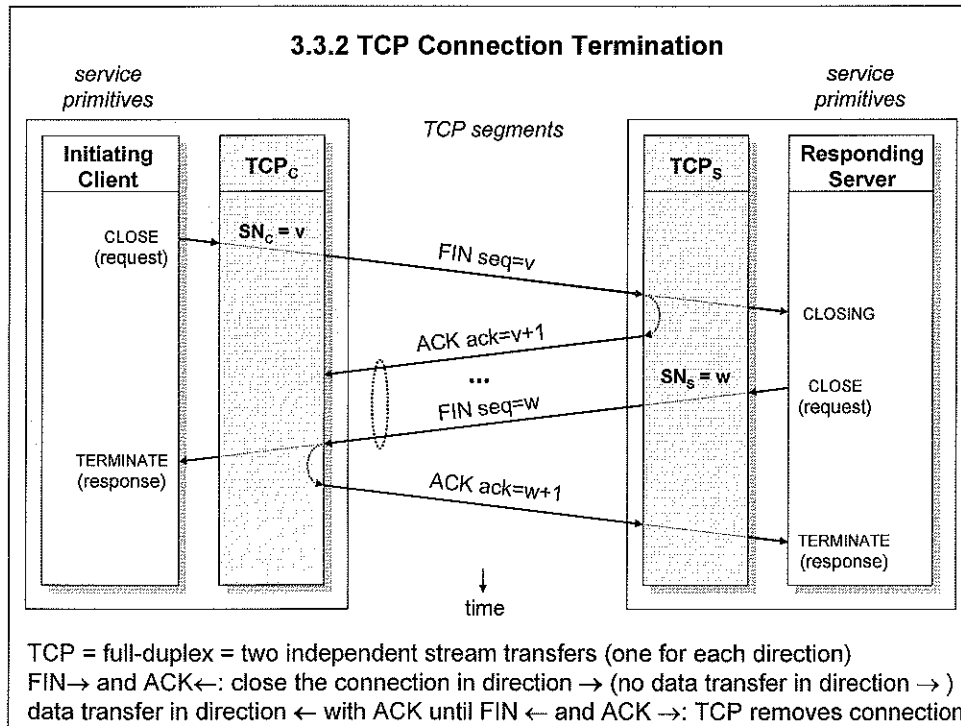 3.3.2 TCP Connection Termination
service
primitives
service
primitives
TCP segments
Initiating
Client
TCPC
TCPS
Responding
Server
SNC = v
CLOSE
(request)
FIN seq=v
CLOSING
ACK ack=v+1
...
SNS = w
CLOSE
(request)
FIN seq=w
TERMINATE
(response)
ACK ack=w+1
TERMINATE
(response)
time
TCP = full-duplex = two independent stream transfers (one for each direction)
FIN→ and ACK←: close the connection in direction → (no data transfer in direction → )
data transfer in direction ← with ACK until FIN ← and ACK →: TCP removes connection